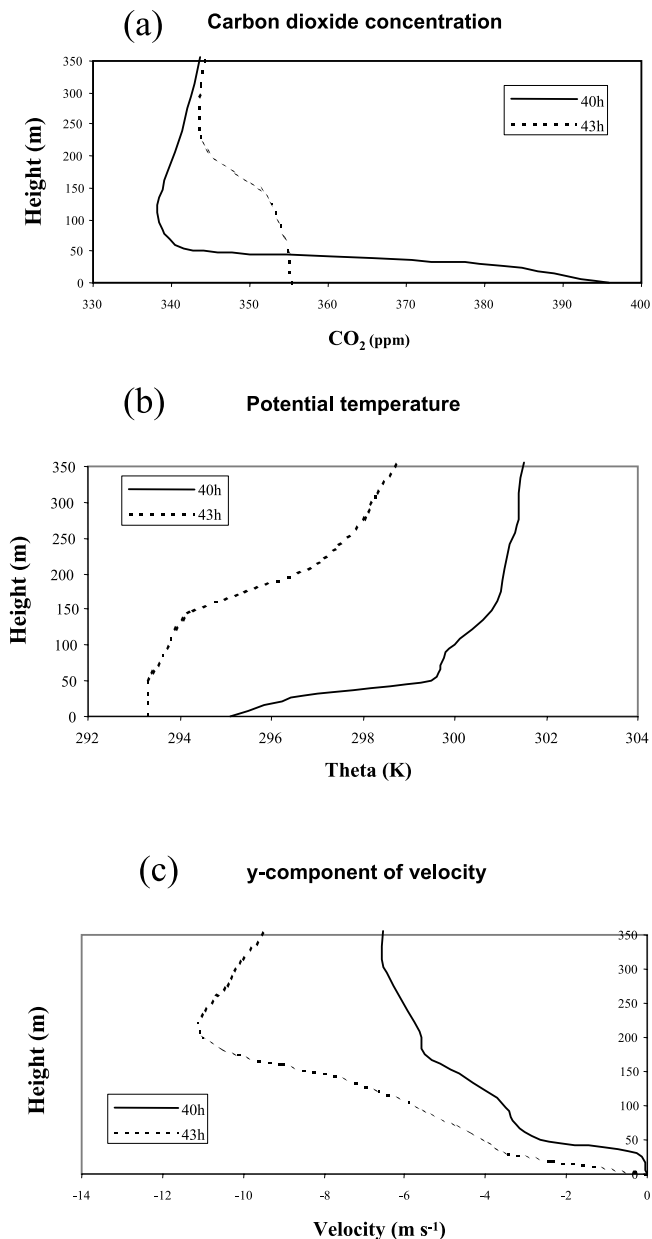 (a) Carbon dioxide concentration
350
300
250
200
150
100
50
0
Height (m)
40h
43h
330 340 350 360 370 380 390 400
CO₂ (ppm)
(b) Potential temperature
350
300
250
200
150
100
50
0
Height (m)
40h
43h
292 294 296 298 300 302 304
Theta (K)
(c) y-component of velocity
350
300
250
200
150
100
50
0
Height (m)
40h
43h
-14 -12 -10 -8 -6 -4 -2 0
Velocity (m s⁻¹)